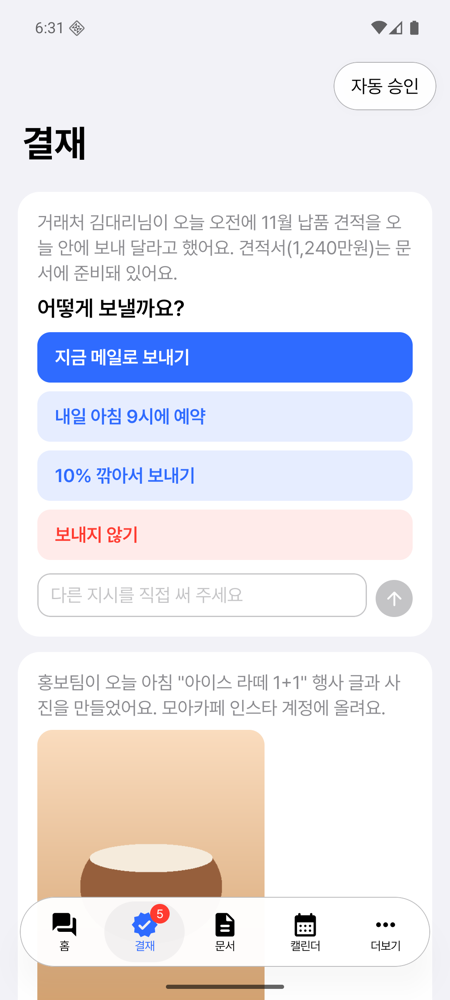 6:31
자동 승인
결재
거래처 김대리님이 오늘 오전에 11월 납품 견적을 오
늘 안에 보내 달라고 했어요. 견적서(1,240만원)는 문
서에 준비돼 있어요.
어떻게 보낼까요?
지금 메일로 보내기
내일 아침 9시에 예약
10% 깎아서 보내기
보내지 않기
다른 지시를 직접 써 주세요
홍보팀이 오늘 아침 "아이스 라떼 1+1" 행사 글과 사
진을 만들었어요. 모아카페 인스타 계정에 올려요.
5
홈
결재
문서
캘린더
더보기